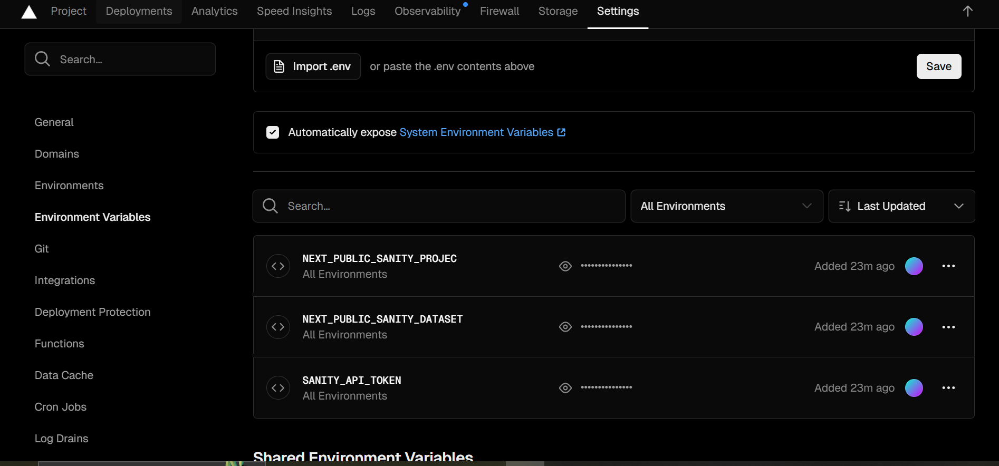 Project Deployments Analytics Speed Insights Logs Observability Firewall Storage Settings
Search...
Import .env or paste the .env contents above Save
Automatically expose System Environment Variables
General
Domains
Environments
Environment Variables
Git
Integrations
Deployment Protection
Functions
Data Cache
Cron Jobs
Log Drains
Search... All Environments Last Updated
NEXT_PUBLIC_SANITY_PROJEC
All Environments
••••••••••••••• Added 23m ago
NEXT_PUBLIC_SANITY_DATASET
All Environments
••••••••••••••• Added 23m ago
SANITY_API_TOKEN
All Environments
••••••••••••••• Added 23m ago
Shared Environment Variables